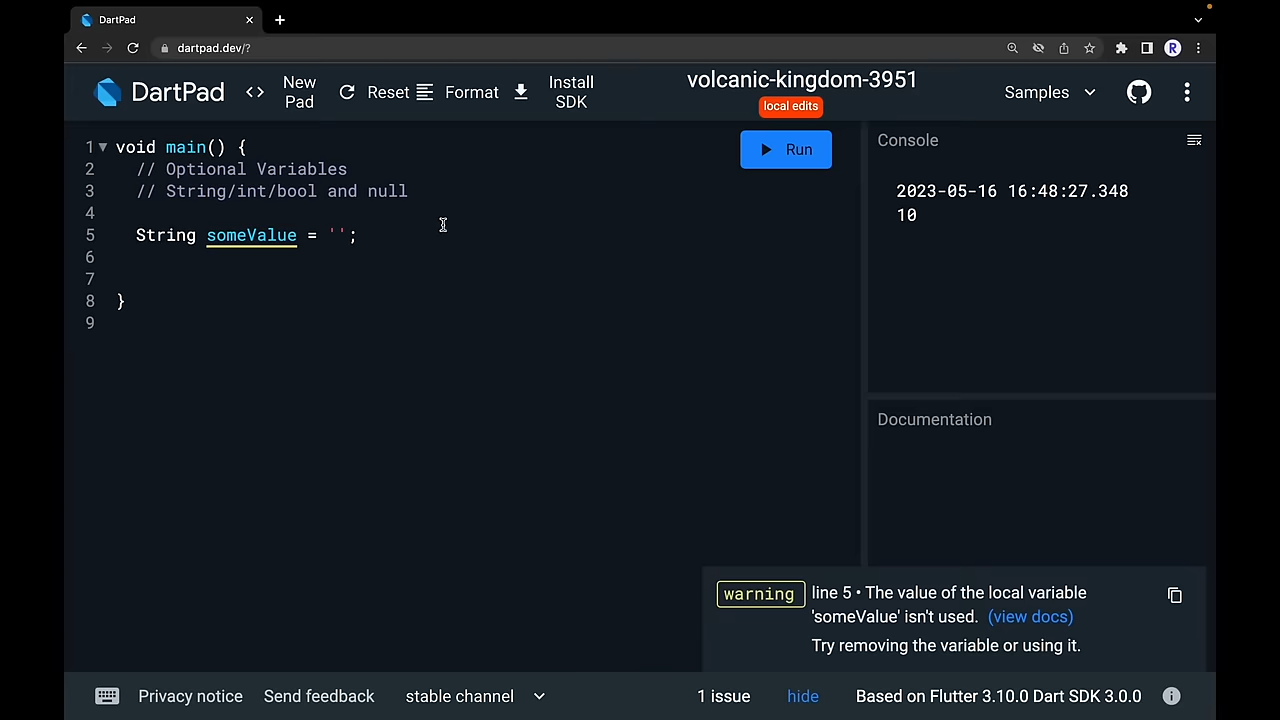 DartPad
dartpad.dev/?
R
DartPad
<> New Pad
Reset
Format
Install SDK
volcanic-kingdom-3951
local edits
Samples
1 void main() {
2 // Optional Variables
3 // String/int/bool and null
4
5 String someValue = '';
6
7
8 }
9
Run
Console
2023-05-16 16:48:27.348
10
Documentation
warning line 5 • The value of the local variable
'someValue' isn't used. (view docs)
Try removing the variable or using it.
Privacy notice Send feedback stable channel 1 issue hide Based on Flutter 3.10.0 Dart SDK 3.0.0